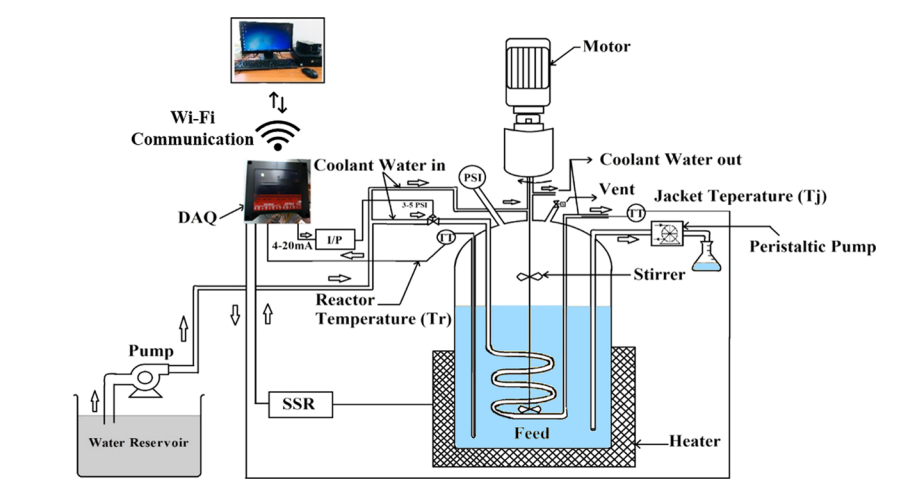 Motor
Wi-Fi
Communication
Coolant Water in
PSI
Coolant Water out
Vent
Jacket Teperature (Tj)
3-5 PSI
DAQ
TT
4-20mA
I/P
TT
Peristaltic Pump
Stirrer
Reactor
Temperature (Tr)
Pump
SSR
Water Reservoir
Feed
Heater